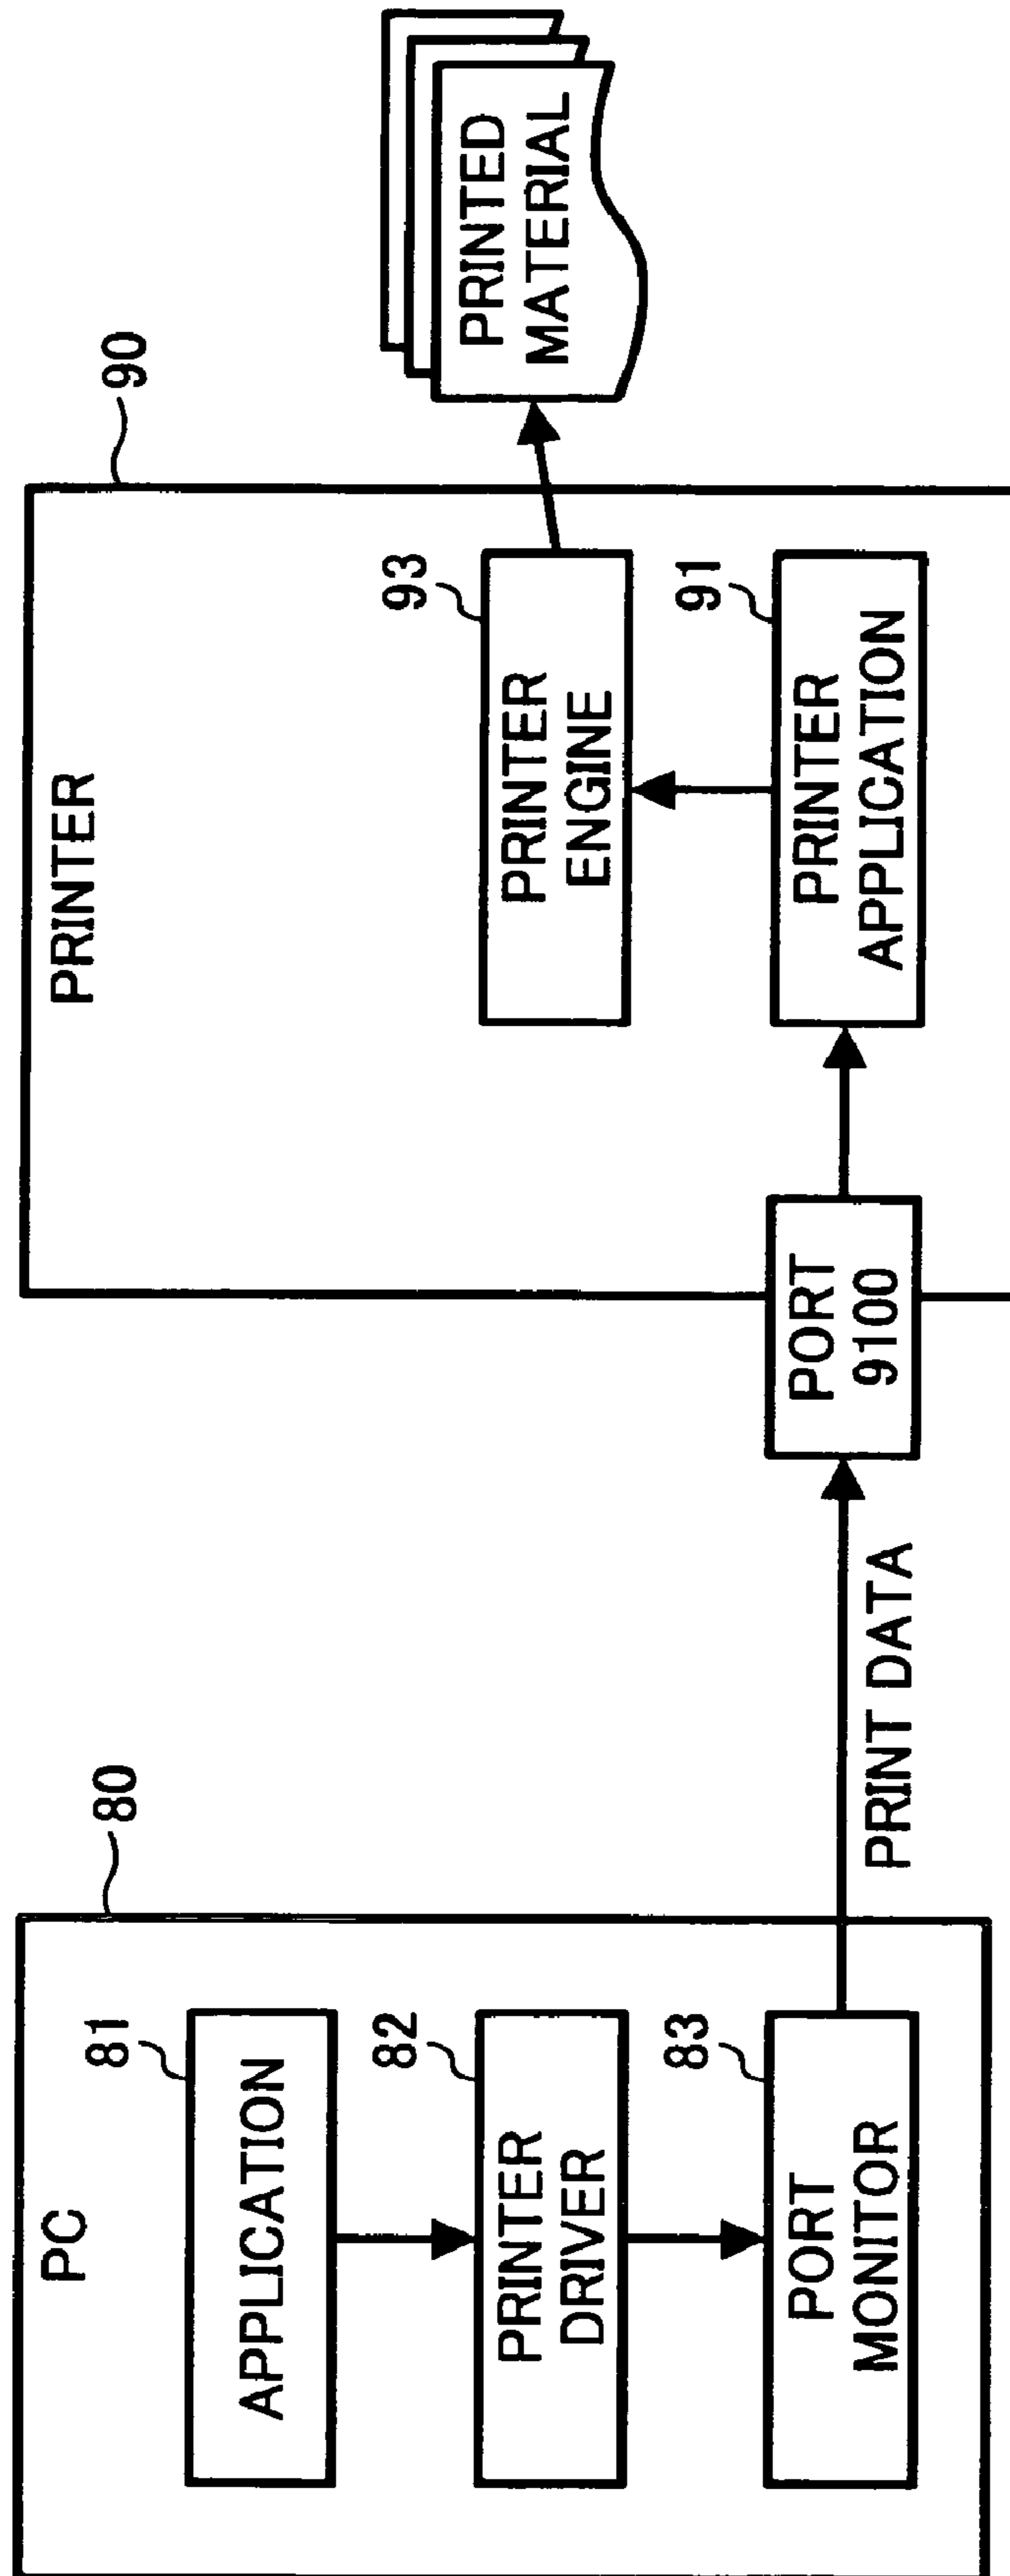 PC
80
81
APPLICATION
82
PRINTER
DRIVER
83
PORT
MONITOR
PRINT DATA
PORT
9100
PRINTER
90
93
PRINTER
ENGINE
91
PRINTER
APPLICATION
PRINTED
MATERIAL